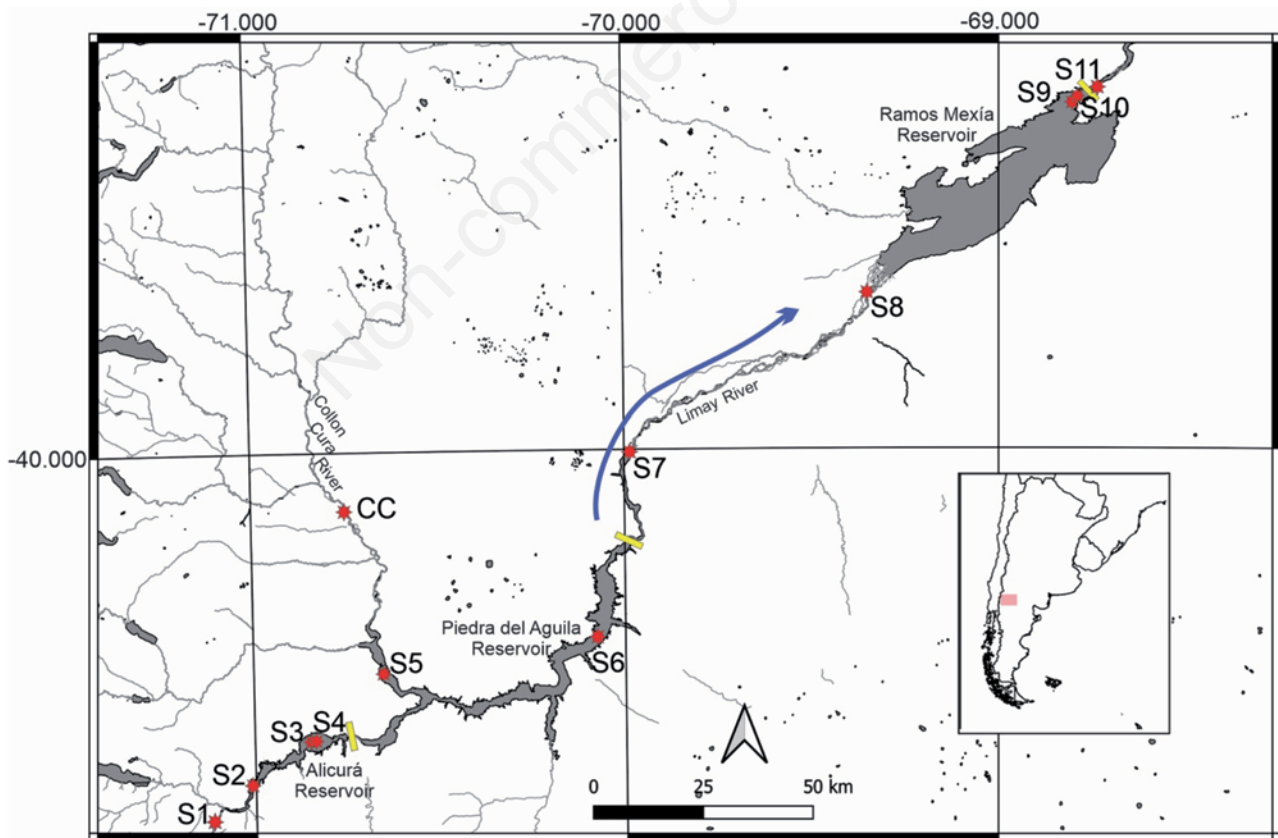 -71.000
-70.000
-69.000
Non-commerc
S11
S9
S10
Ramos Mexía
Reservoir
S8
Collon
Cura
River
Limay River
-40.000
S7
CC
Piedra del Aguila
Reservoir
S6
S5
S3
S4
S2
Alicurá
Reservoir
S1
0
25
50 km